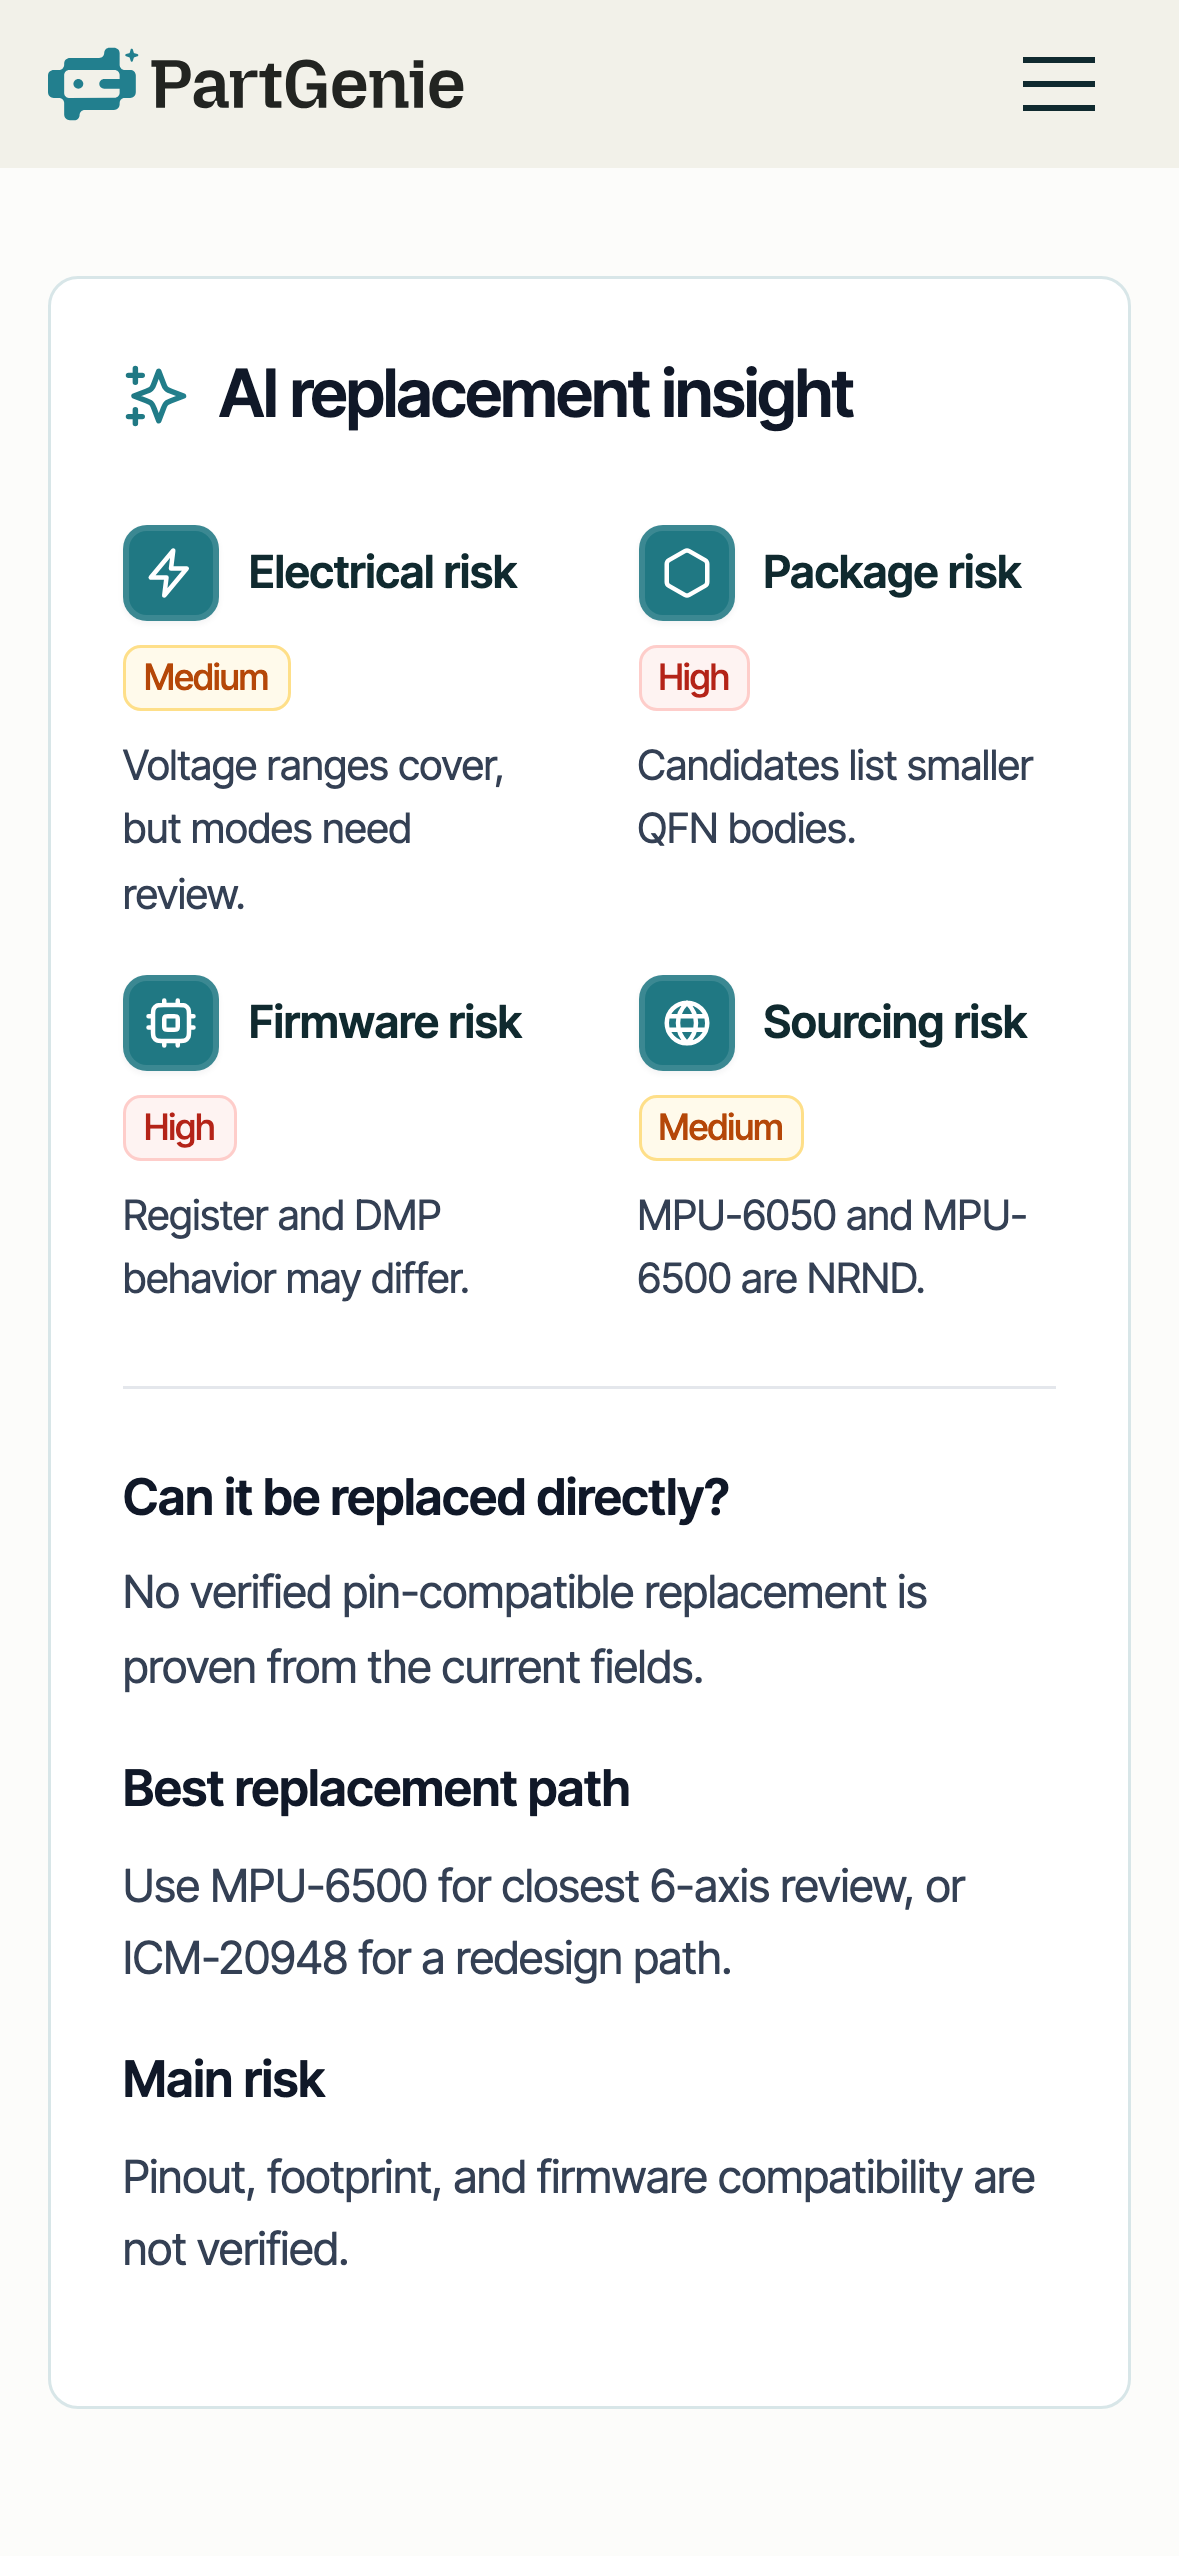 PartGenie
AI replacement insight
Electrical risk
Medium
Voltage ranges cover,
but modes need
review.
Package risk
High
Candidates list smaller
QFN bodies.
Firmware risk
High
Register and DMP
behavior may differ.
Sourcing risk
Medium
MPU-6050 and MPU-
6500 are NRND.
Can it be replaced directly?
No verified pin-compatible replacement is
proven from the current fields.
Best replacement path
Use MPU-6500 for closest 6-axis review, or
ICM-20948 for a redesign path.
Main risk
Pinout, footprint, and firmware compatibility are
not verified.